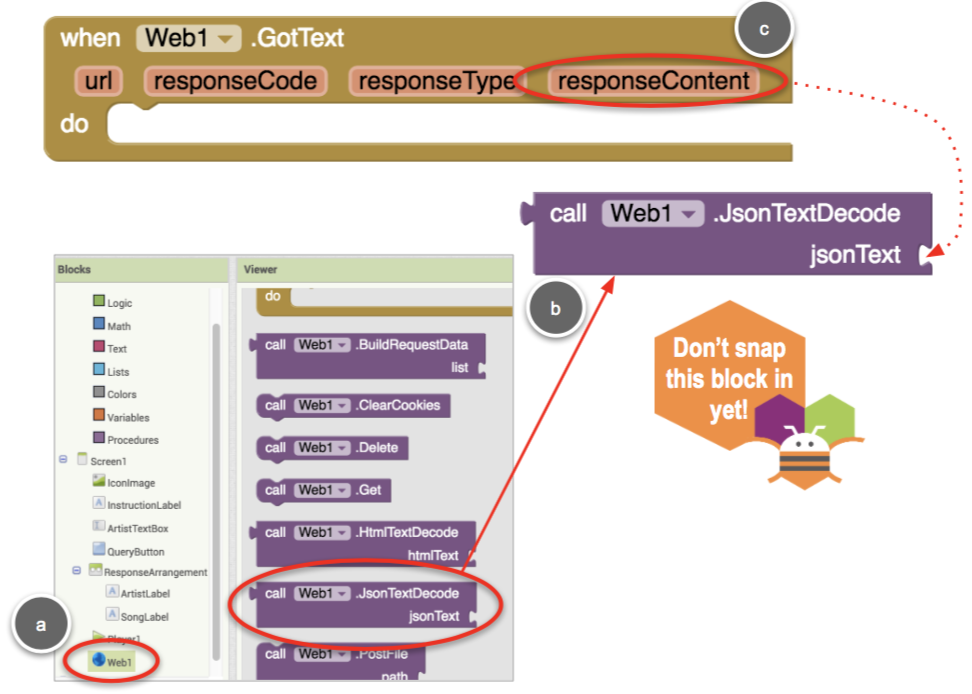 when Web1 .GotText
c
url responseCode responseType responseContent
do
call Web1 .JsonTextDecode
jsonText
b
Don't snap
this block in
yet!
Blocks
Logic
Math
Text
Lists
Colors
Variables
Procedures
Screen1
IconImage
InstructionLabel
ArtistTextBox
QueryButton
ResponseArrangement
ArtistLabel
SongLabel
Player1
Web1
a
Viewer
do
call Web1 .BuildRequestData
list
call Web1 .ClearCookies
call Web1 .Delete
call Web1 .Get
call Web1 .HtmlTextDecode
htmlText
call Web1 .JsonTextDecode
jsonText
call Web1 .PostFile
path